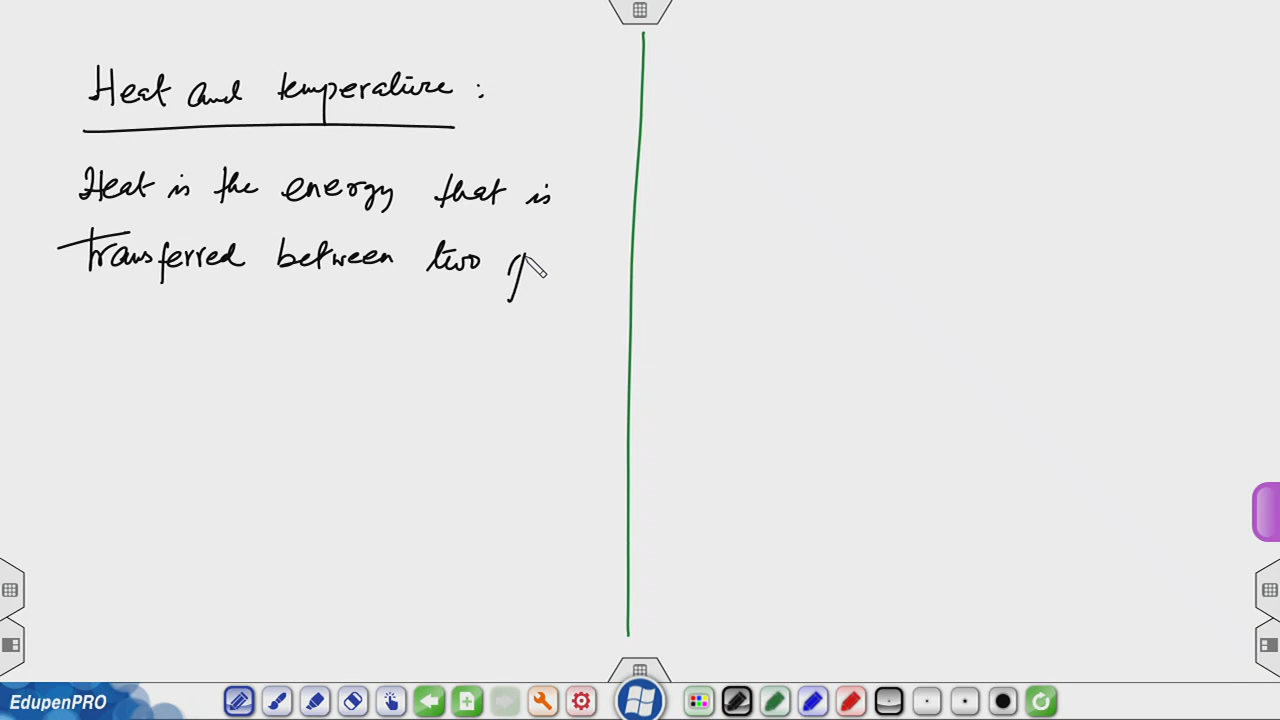 Heat and temperature :
Heat is the energy that is
transferred between two
EdupenPRO